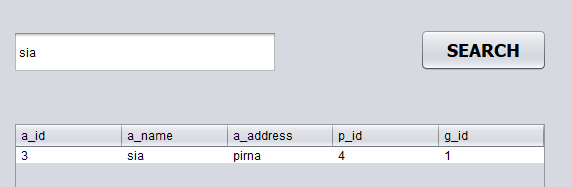 sia SEARCH
a_id a_name a_address p_id g_id
3 sia pirna 4 1